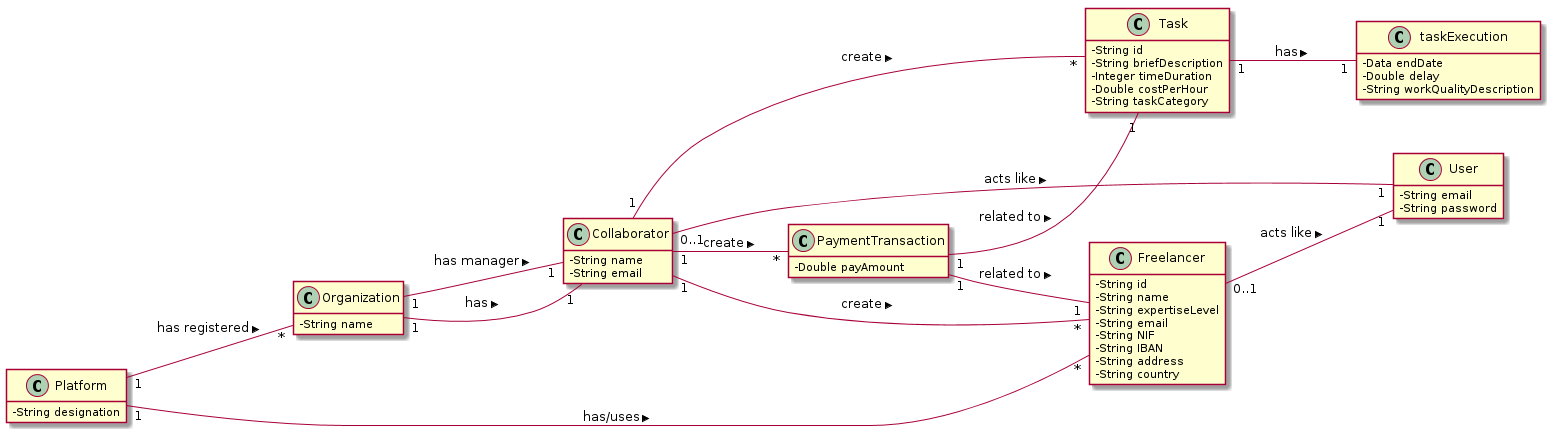 C Task
-String id
-String briefDescription
-Integer timeDuration
-Double costPerHour
-String taskCategory
C taskExecution
-Data endDate
-Double delay
-String workQualityDescription
create ▶
*
1
has ▶
1
1
1
C User
-String email
-String password
acts like ▶
0..1
1
C Collaborator
-String name
-String email
create ▶
1
*
C PaymentTransaction
-Double payAmount
related to ▶
1
related to ▶
1
1
C Freelancer
-String id
-String name
-String expertiseLevel
-String email
-String NIF
-String IBAN
-String address
-String country
acts like ▶
0..1
1
create ▶
1
*
has manager ▶
1
1
has ▶
1
1
C Organization
-String name
has registered ▶
1
*
C Platform
-String designation
has/uses ▶
1
*